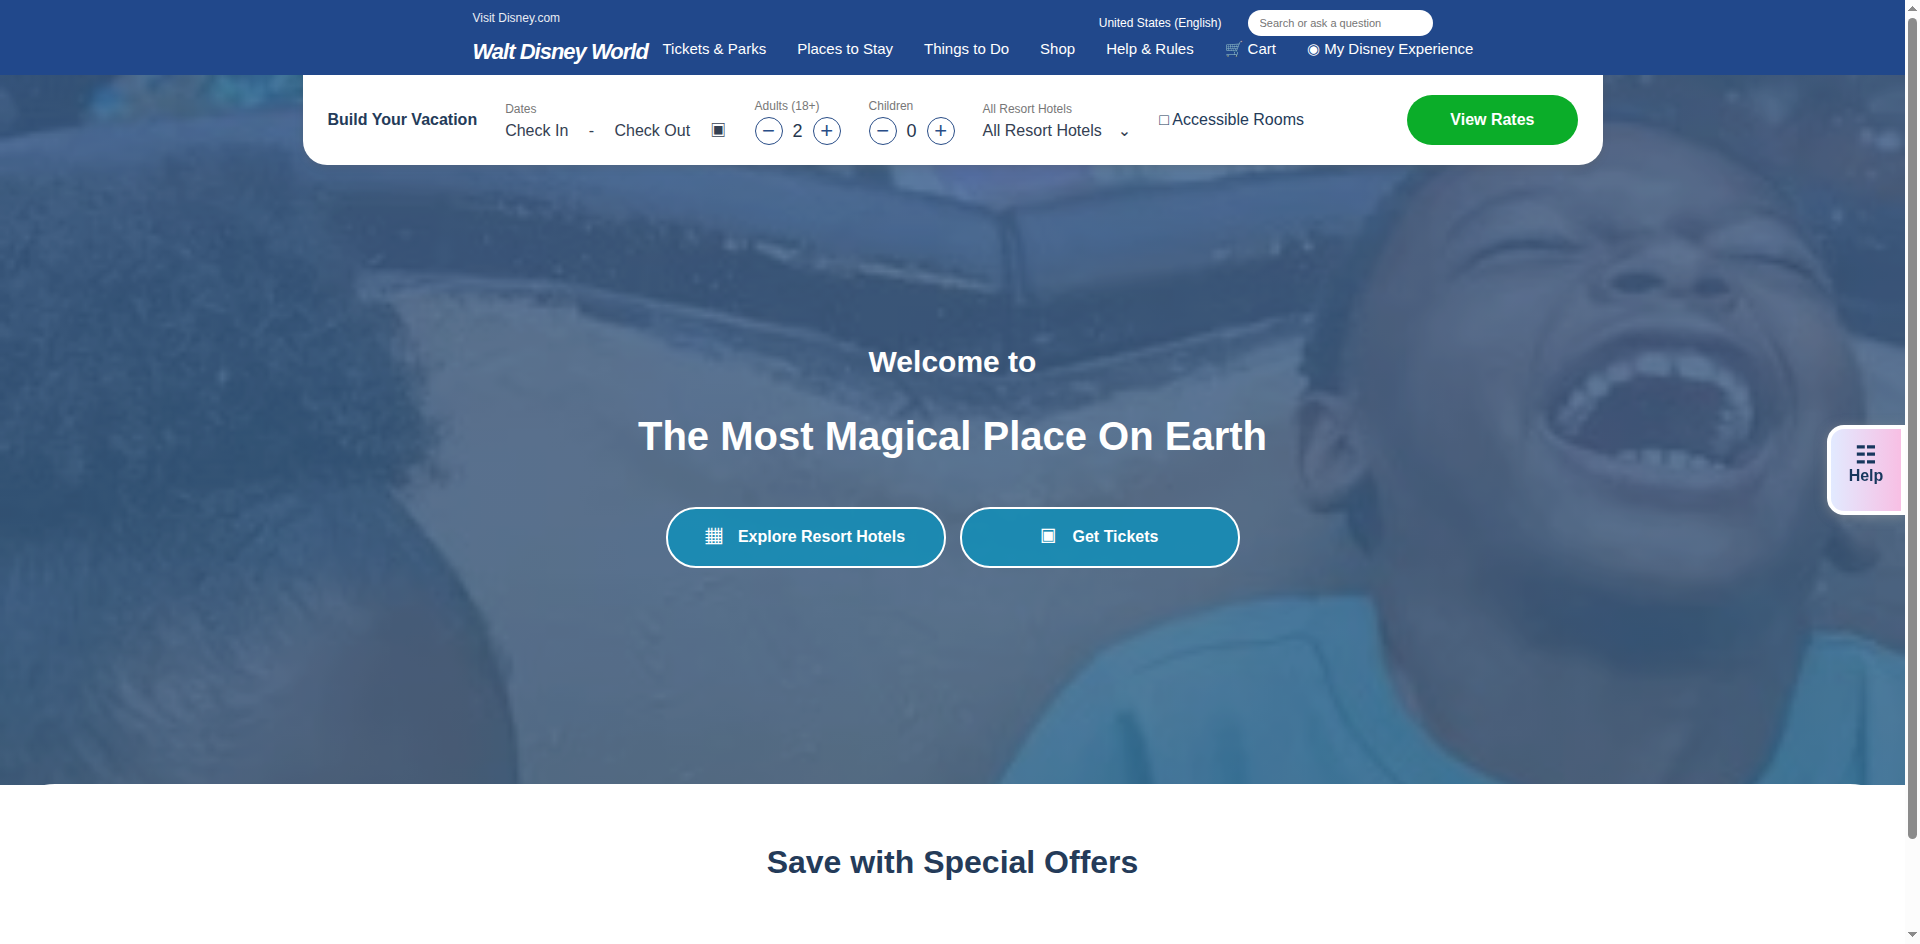 Visit Disney.com
United States (English)
Search or ask a question
Walt Disney World
Tickets & Parks
Places to Stay
Things to Do
Shop
Help & Rules
Cart
My Disney Experience
Build Your Vacation
Dates
Check In - Check Out
Adults (18+)
− 2 +
Children
− 0 +
All Resort Hotels
All Resort Hotels
Accessible Rooms
View Rates
Welcome to
The Most Magical Place On Earth
Explore Resort Hotels
Get Tickets
Help
Save with Special Offers